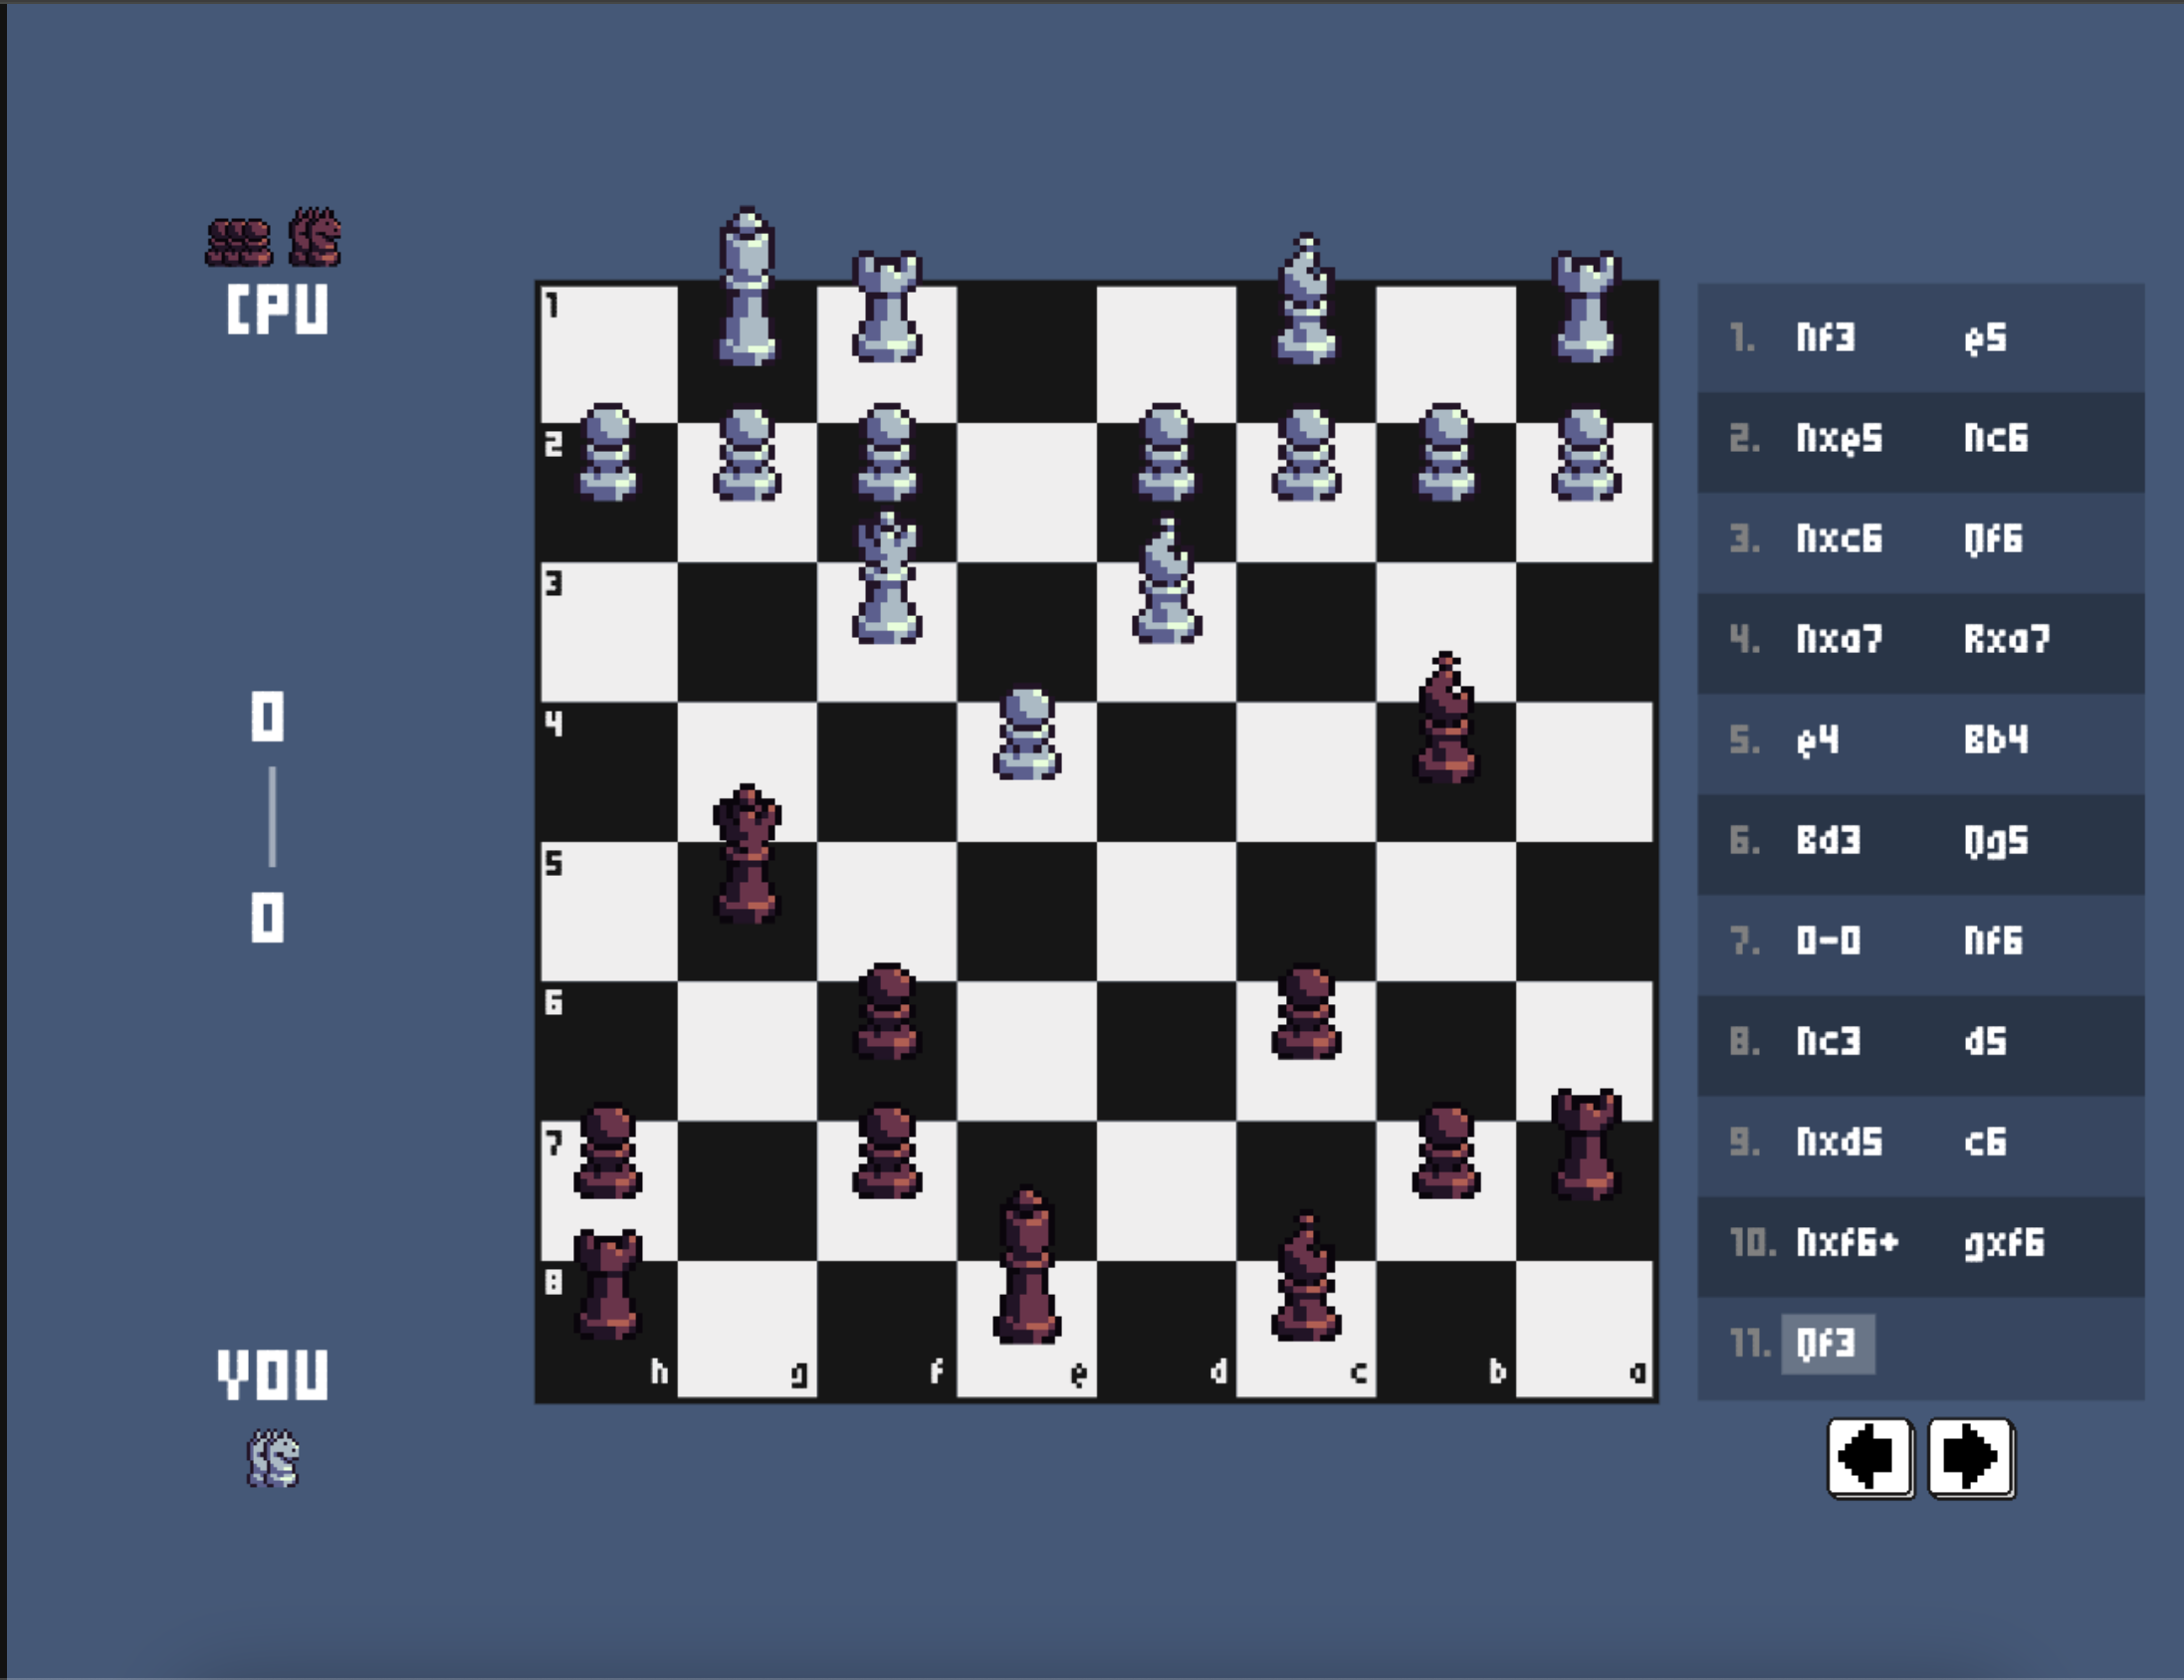 CPU
0
0
YOU
1
2
3
4
5
6
7
8
h g f e d c b a
1. Nf3 e5
2. Nxe5 Nc6
3. Nxc6 Qf6
4. Nxa7 Rxa7
5. e4 Bb4
6. Bd3 Qg5
7. O-O Nf6
8. Nc3 d5
9. Nxd5 c6
10. Nxf6+ gxf6
11. Qf3